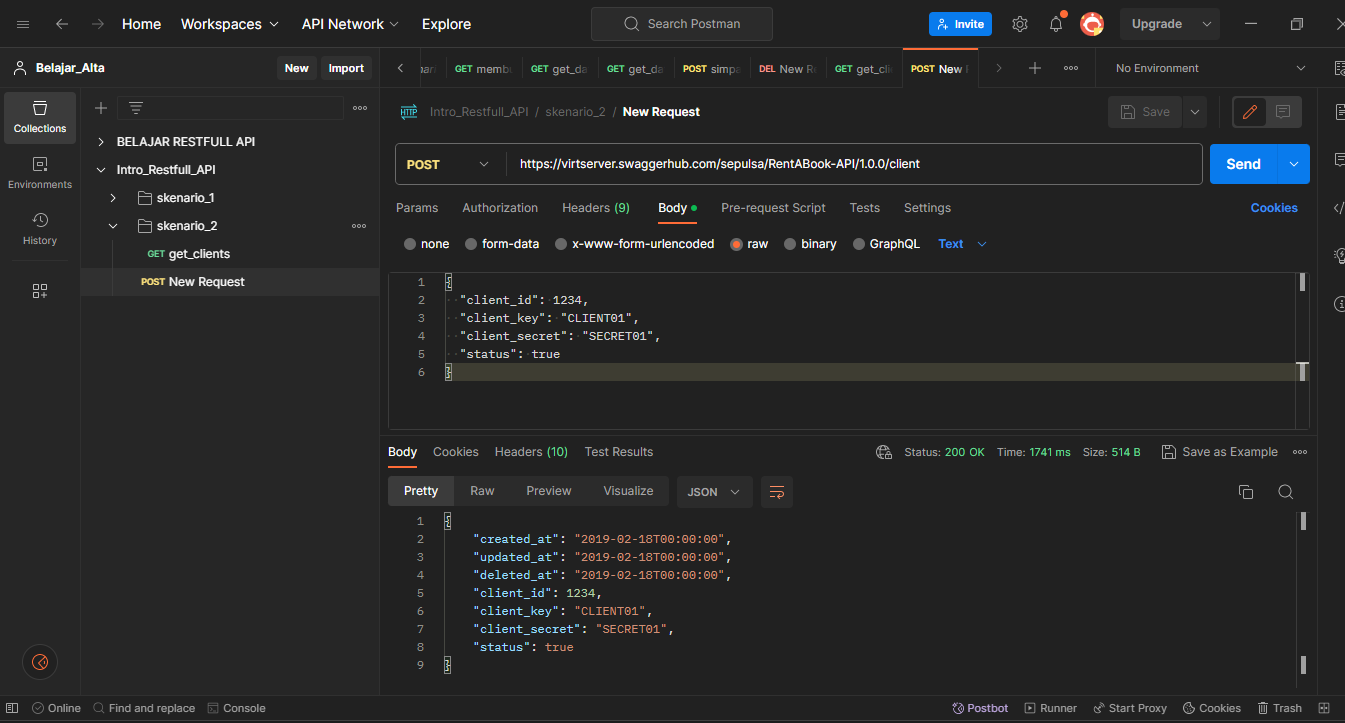 Home Workspaces API Network Explore Search Postman Invite Upgrade
Belajar_Alta New Import GET memb GET get_da GET get_da POST simpa DEL New R GET get_cli POST New No Environment
HTTP Intro_Restfull_API / skenario_2 / New Request Save
Collections
Environments
History
BELAJAR RESTFULL API
Intro_Restfull_API
skenario_1
skenario_2
GET get_clients
POST New Request
POST https://virtserver.swaggerhub.com/sepulsa/RentABook-API/1.0.0/client Send
Params Authorization Headers (9) Body Pre-request Script Tests Settings Cookies
none form-data x-www-form-urlencoded raw binary GraphQL Text
1 {
2 "client_id": 1234,
3 "client_key": "CLIENT01",
4 "client_secret": "SECRET01",
5 "status": true
6 }
Body Cookies Headers (10) Test Results Status: 200 OK Time: 1741 ms Size: 514 B Save as Example
Pretty Raw Preview Visualize JSON
1 {
2 "created_at": "2019-02-18T00:00:00",
3 "updated_at": "2019-02-18T00:00:00",
4 "deleted_at": "2019-02-18T00:00:00",
5 "client_id": 1234,
6 "client_key": "CLIENT01",
7 "client_secret": "SECRET01",
8 "status": true
9 }
Online Find and replace Console Postbot Runner Start Proxy Cookies Trash